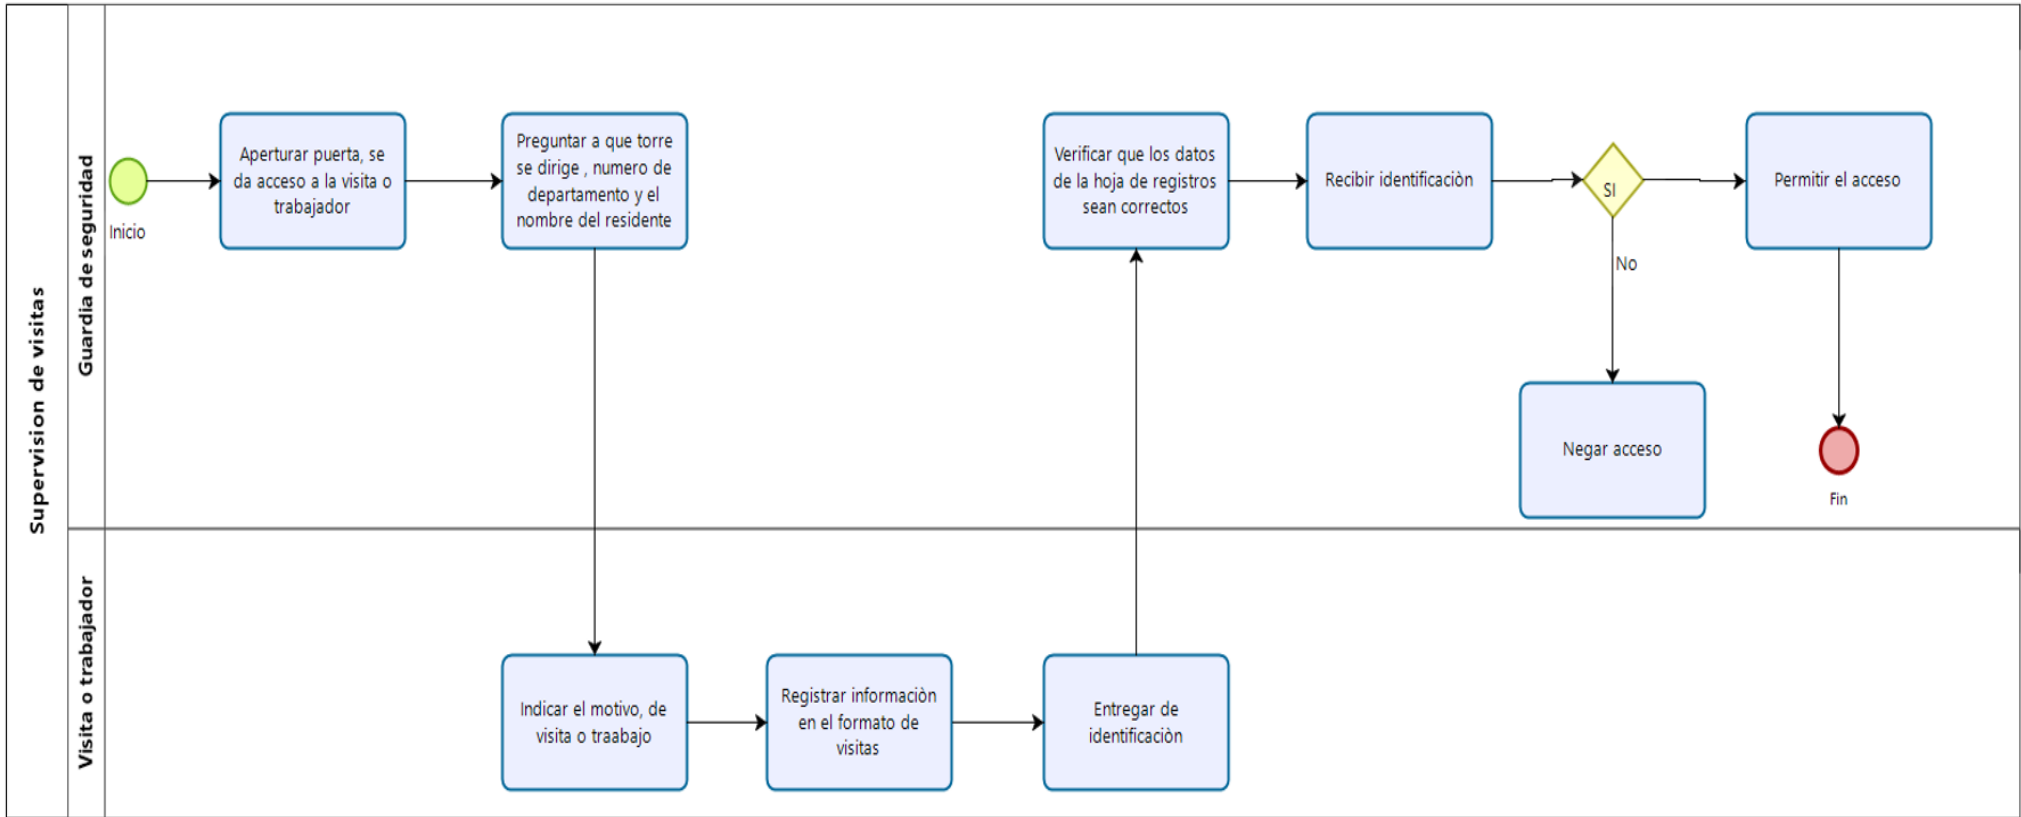 Supervision de visitas
Guardia de seguridad
Inicio
Aperturar puerta, se
da acceso a la visita o
trabajador
Preguntar a que torre
se dirige , numero de
departamento y el
nombre del residente
Verificar que los datos
de la hoja de registros
sean correctos
Recibir identificaciòn
SI
No
Permitir el acceso
Negar acceso
Fin
Visita o trabajador
Indicar el motivo, de
visita o traabajo
Registrar informaciòn
en el formato de
visitas
Entregar de
identificaciòn